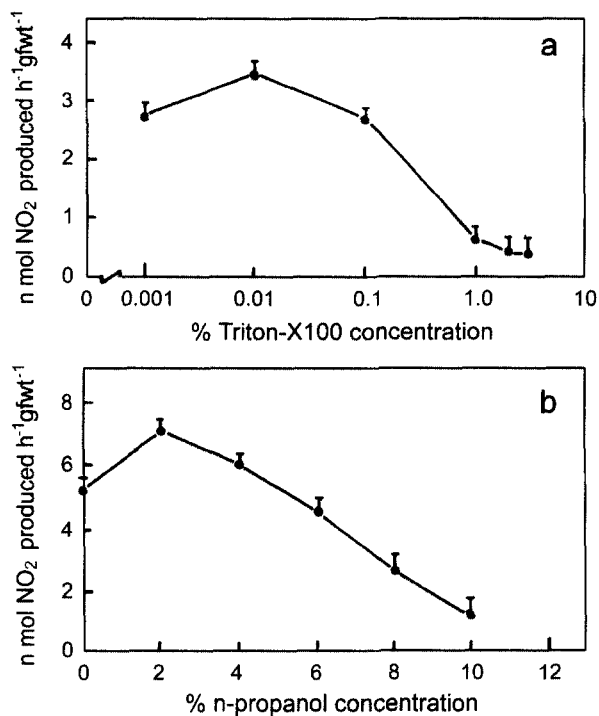 a
n mol NO₂ produced h⁻¹gfwt⁻¹
4
3
2
1
0
0 0.001 0.01 0.1 1.0 10
% Triton-X100 concentration
b
n mol NO₂ produced h⁻¹gfwt⁻¹
8
6
4
2
0
0 2 4 6 8 10 12
% n-propanol concentration